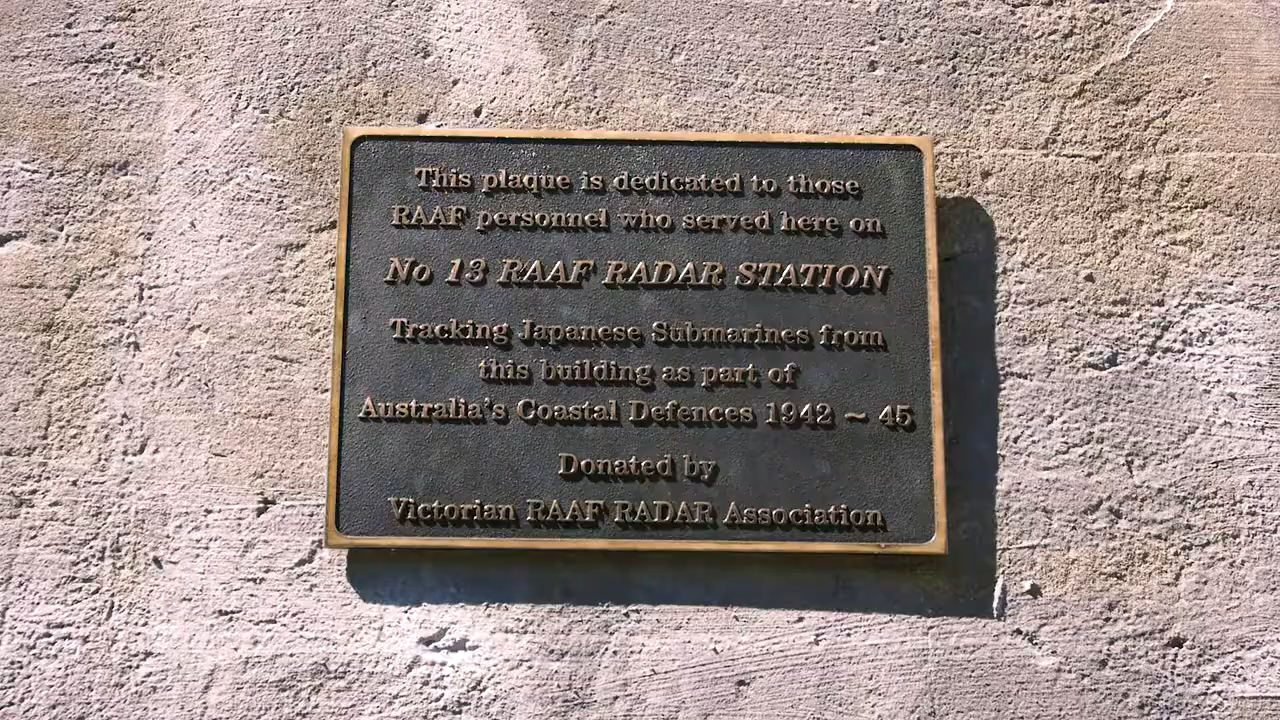 This plaque is dedicated to those
RAAF personnel who served here on
No 13 RAAF RADAR STATION
Tracking Japanese Submarines from
this building as part of
Australia's Coastal Defences 1942 ~ 45
Donated by
Victorian RAAF RADAR Association